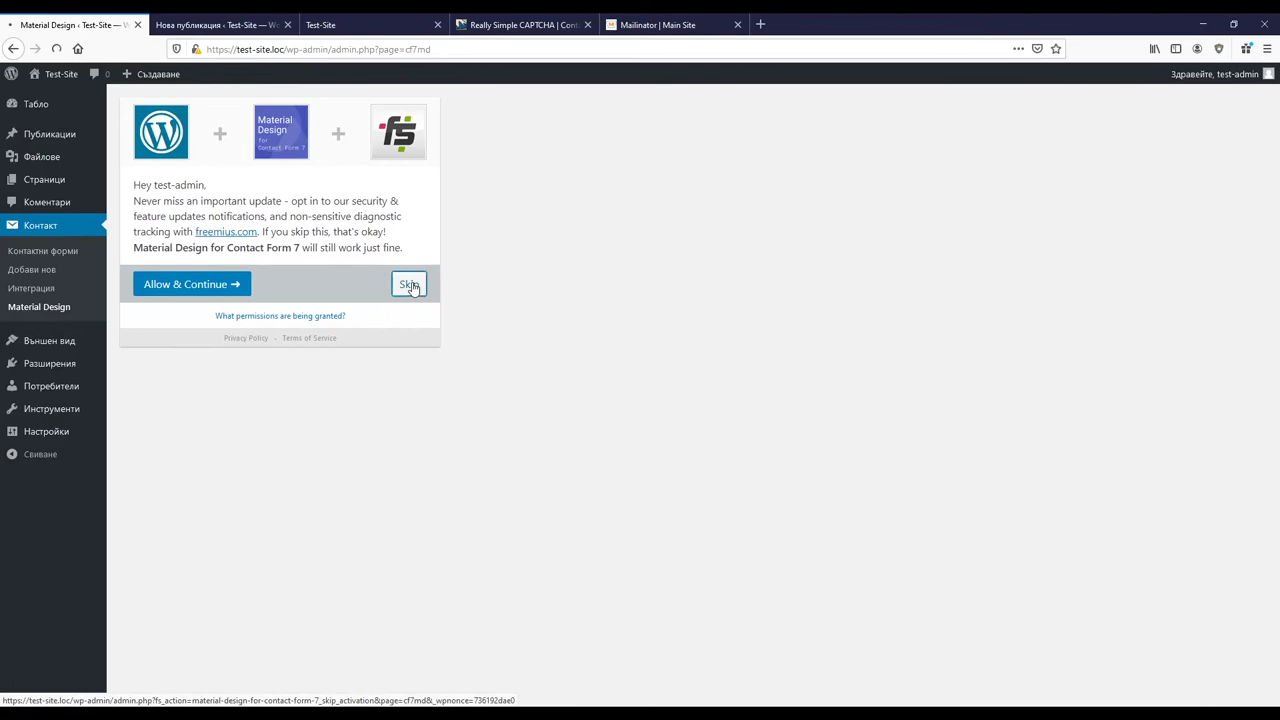 Material Design ‹ Test-Site — W
Нова публикация ‹ Test-Site — Wo
Test-Site
Really Simple CAPTCHA | Cont
Mailinator | Main Site
https://test-site.loc/wp-admin/admin.php?page=cf7md
Test-Site
0
Създаване
Здравейте, test-admin
Табло
Публикации
Файлове
Страници
Коментари
Контакт
Контактни форми
Добави нов
Интеграция
Material Design
Външен вид
Разширения
Потребители
Инструменти
Настройки
Свиване
Material
Design
for
Contact Form 7
fs
Hey test-admin,
Never miss an important update - opt in to our security &
feature updates notifications, and non-sensitive diagnostic
tracking with freemius.com. If you skip this, that's okay!
Material Design for Contact Form 7 will still work just fine.
Allow & Continue ➜
Skip
What permissions are being granted?
Privacy Policy - Terms of Service
https://test-site.loc/wp-admin/admin.php?fs_action=material-design-for-contact-form-7_skip_activation&page=cf7md&_wpnonce=736192dae0